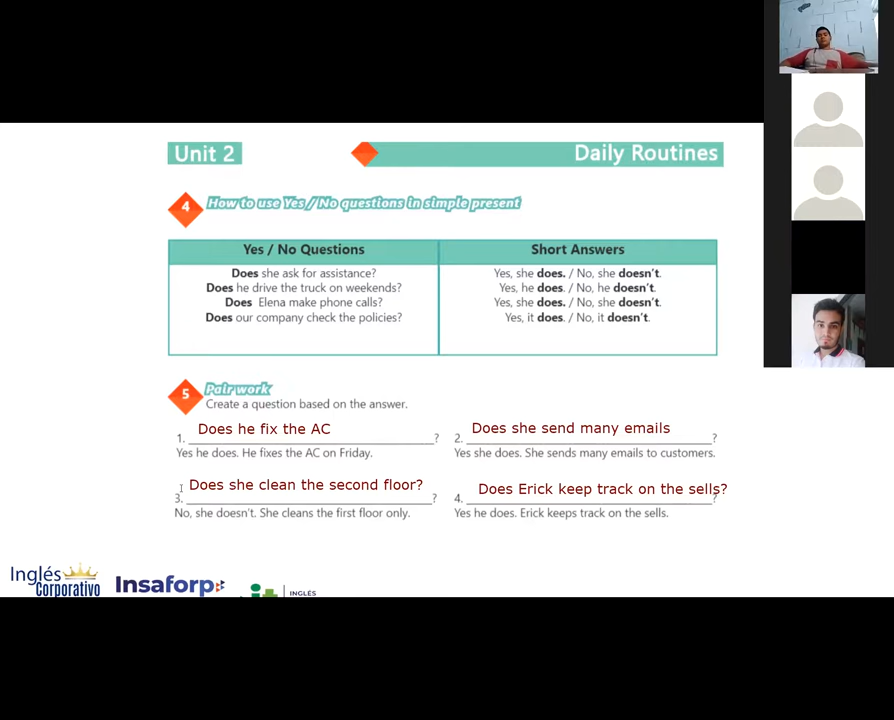 Unit 2
Daily Routines
4
How to use Yes / No questions in simple present
Yes / No Questions
Short Answers
Does she ask for assistance?
Yes, she does. / No, she doesn't.
Does he drive the truck on weekends?
Yes, he does. / No, he doesn't.
Does Elena make phone calls?
Yes, she does. / No, she doesn't.
Does our company check the policies?
Yes, it does. / No, it doesn't.
5
Pair work
Create a question based on the answer.
Does he fix the AC
1. ?
Yes he does. He fixes the AC on Friday.
Does she send many emails
2. ?
Yes she does. She sends many emails to customers.
Does she clean the second floor?
3. ?
No, she doesn't. She cleans the first floor only.
Does Erick keep track on the sells?
4. ?
Yes he does. Erick keeps track on the sells.
Inglés
Corporativo
Insaforp
INGLÉS